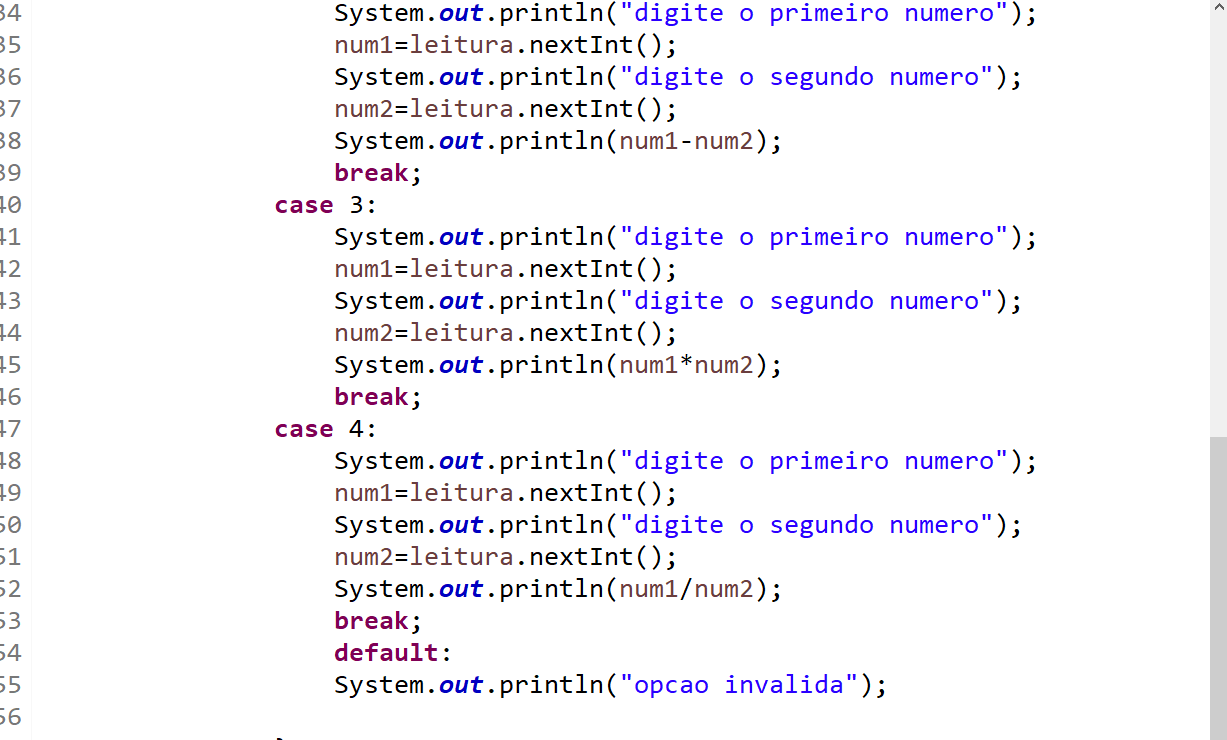 34 System.out.println("digite o primeiro numero");
35 num1=leitura.nextInt();
36 System.out.println("digite o segundo numero");
37 num2=leitura.nextInt();
38 System.out.println(num1-num2);
39 break;
40 case 3:
41 System.out.println("digite o primeiro numero");
42 num1=leitura.nextInt();
43 System.out.println("digite o segundo numero");
44 num2=leitura.nextInt();
45 System.out.println(num1*num2);
46 break;
47 case 4:
48 System.out.println("digite o primeiro numero");
49 num1=leitura.nextInt();
50 System.out.println("digite o segundo numero");
51 num2=leitura.nextInt();
52 System.out.println(num1/num2);
53 break;
54 default:
55 System.out.println("opcao invalida");
56